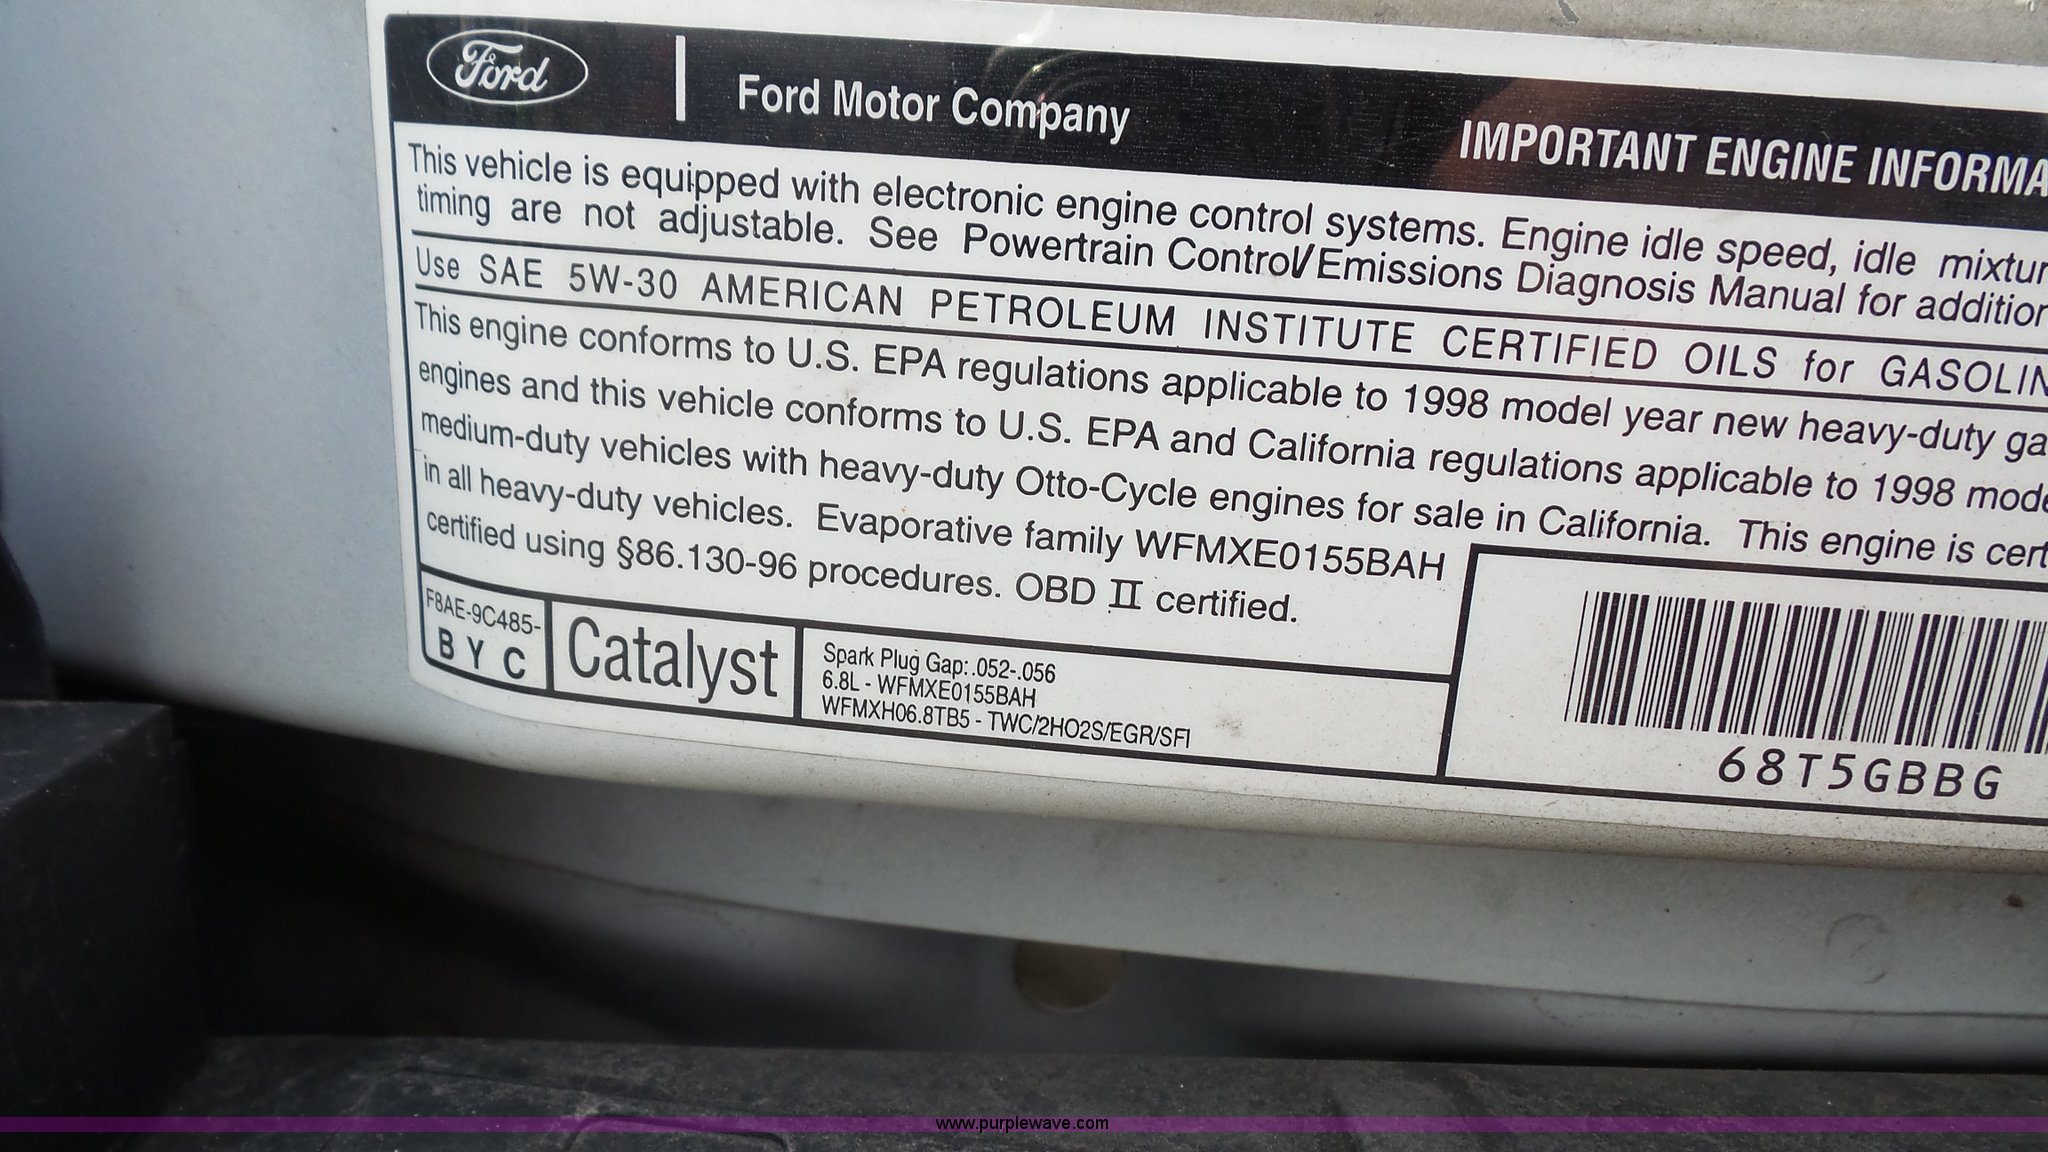 Ford
Ford Motor Company
IMPORTANT ENGINE INFORMA
This vehicle is equipped with electronic engine control systems. Engine idle speed, idle mixtur
timing are not adjustable. See Powertrain Control/Emissions Diagnosis Manual for addition
Use SAE 5W-30 AMERICAN PETROLEUM INSTITUTE CERTIFIED OILS for GASOLIN
This engine conforms to U.S. EPA regulations applicable to 1998 model year new heavy-duty ga
engines and this vehicle conforms to U.S. EPA and California regulations applicable to 1998 mode
medium-duty vehicles with heavy-duty Otto-Cycle engines for sale in California. This engine is cert
in all heavy-duty vehicles. Evaporative family WFMXE0155BAH
certified using §86.130-96 procedures. OBD II certified.
F8AE-9C485-
B Y C
Catalyst
Spark Plug Gap:.052-.056
6.8L - WFMXE0155BAH
WFMXH06.8TB5 - TWC/2HO2S/EGR/SFI
68T5GBBG
www.purplewave.com